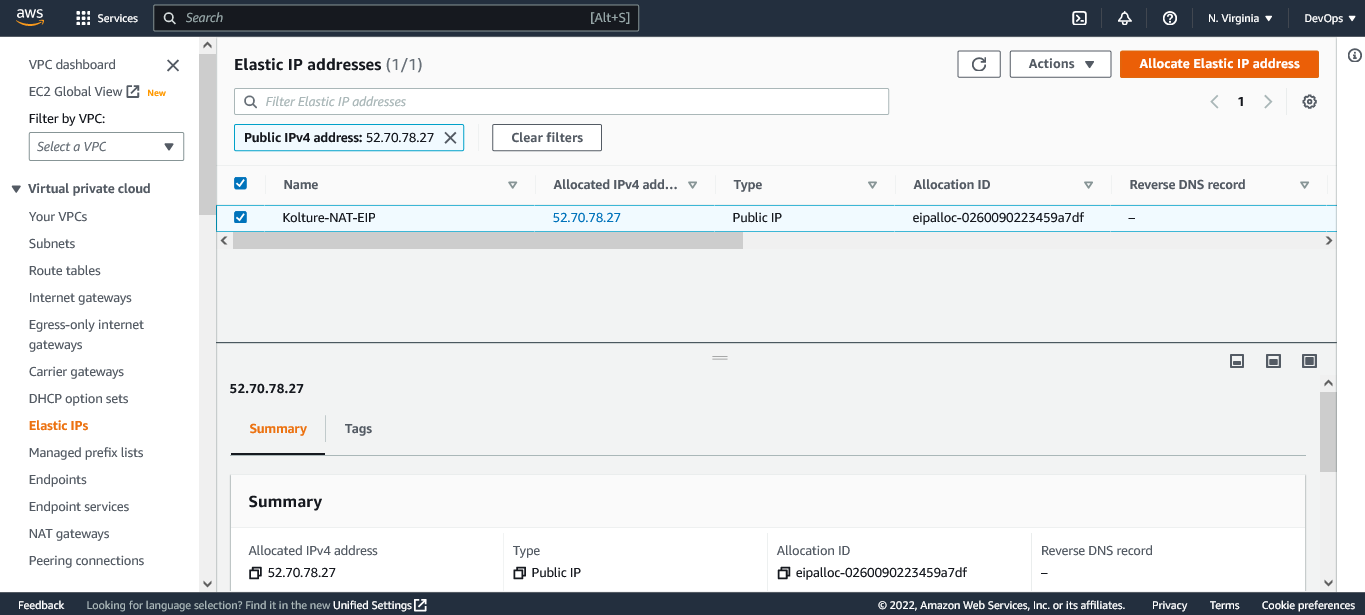 aws Services Search [Alt+S] N. Virginia DevOps
VPC dashboard
EC2 Global View New
Filter by VPC:
Select a VPC
Virtual private cloud
Your VPCs
Subnets
Route tables
Internet gateways
Egress-only internet
gateways
Carrier gateways
DHCP option sets
Elastic IPs
Managed prefix lists
Endpoints
Endpoint services
NAT gateways
Peering connections
Elastic IP addresses (1/1) Actions Allocate Elastic IP address
Filter Elastic IP addresses 1
Public IPv4 address: 52.70.78.27 Clear filters
Name Allocated IPv4 add... Type Allocation ID Reverse DNS record
Kolture-NAT-EIP 52.70.78.27 Public IP eipalloc-0260090223459a7df –
52.70.78.27
Summary Tags
Summary
Allocated IPv4 address Type Allocation ID Reverse DNS record
52.70.78.27 Public IP eipalloc-0260090223459a7df –
Feedback Looking for language selection? Find it in the new Unified Settings © 2022, Amazon Web Services, Inc. or its affiliates. Privacy Terms Cookie preferences